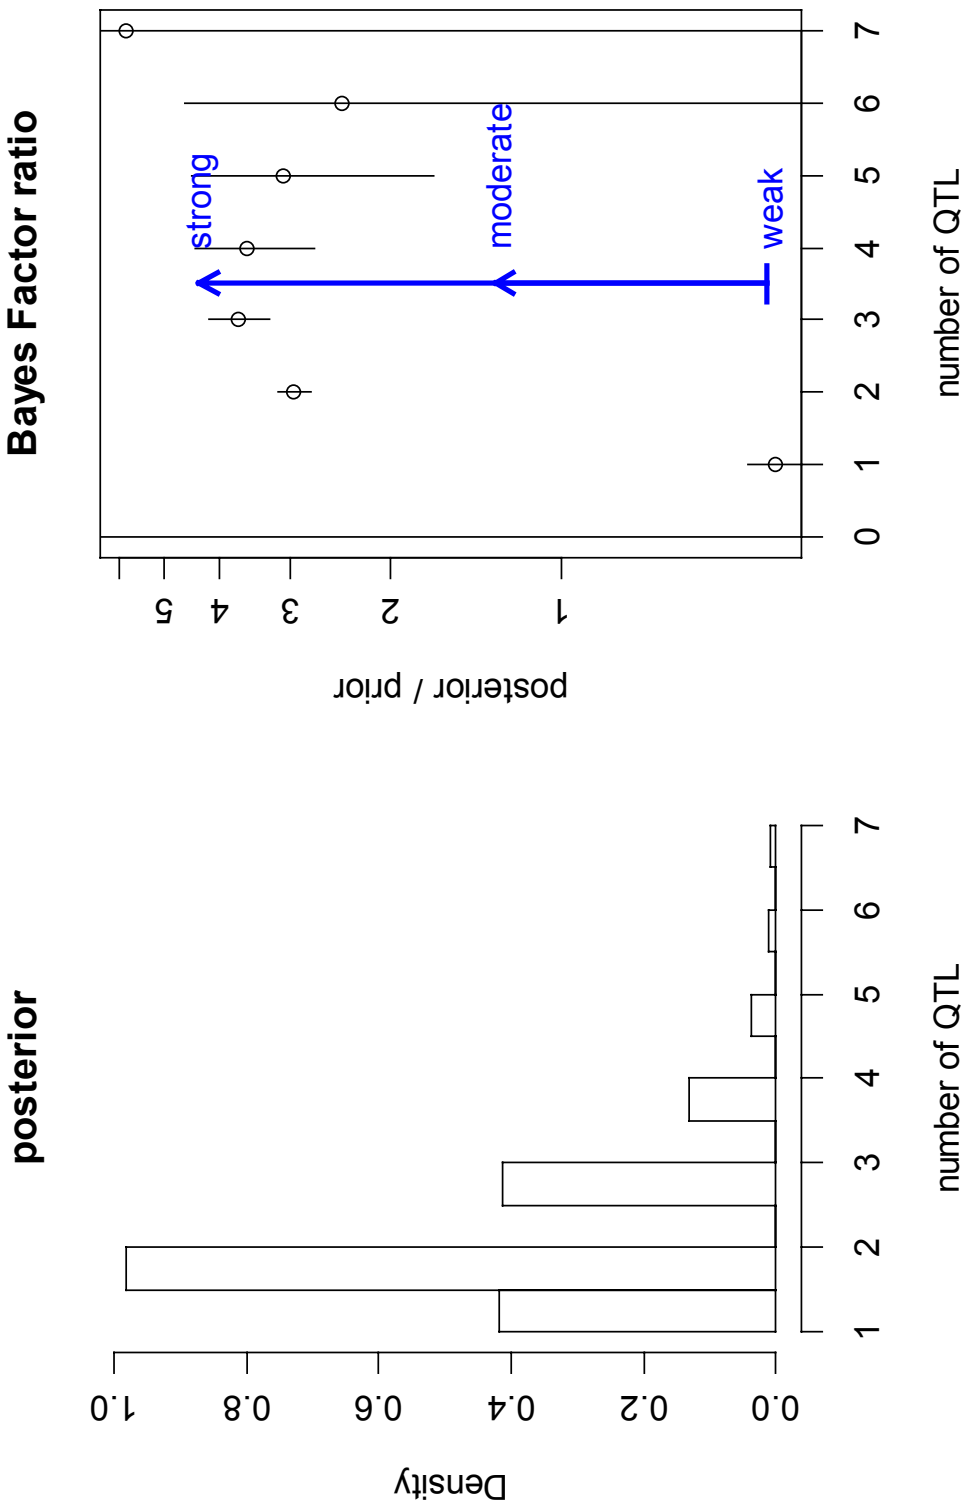 posterior
Density
0.0
0.2
0.4
0.6
0.8
1.0
1
2
3
4
5
6
7
number of QTL
Bayes Factor ratio
posterior / prior
1
2
3
4
5
0
1
2
3
4
5
6
7
number of QTL
strong
moderate
weak